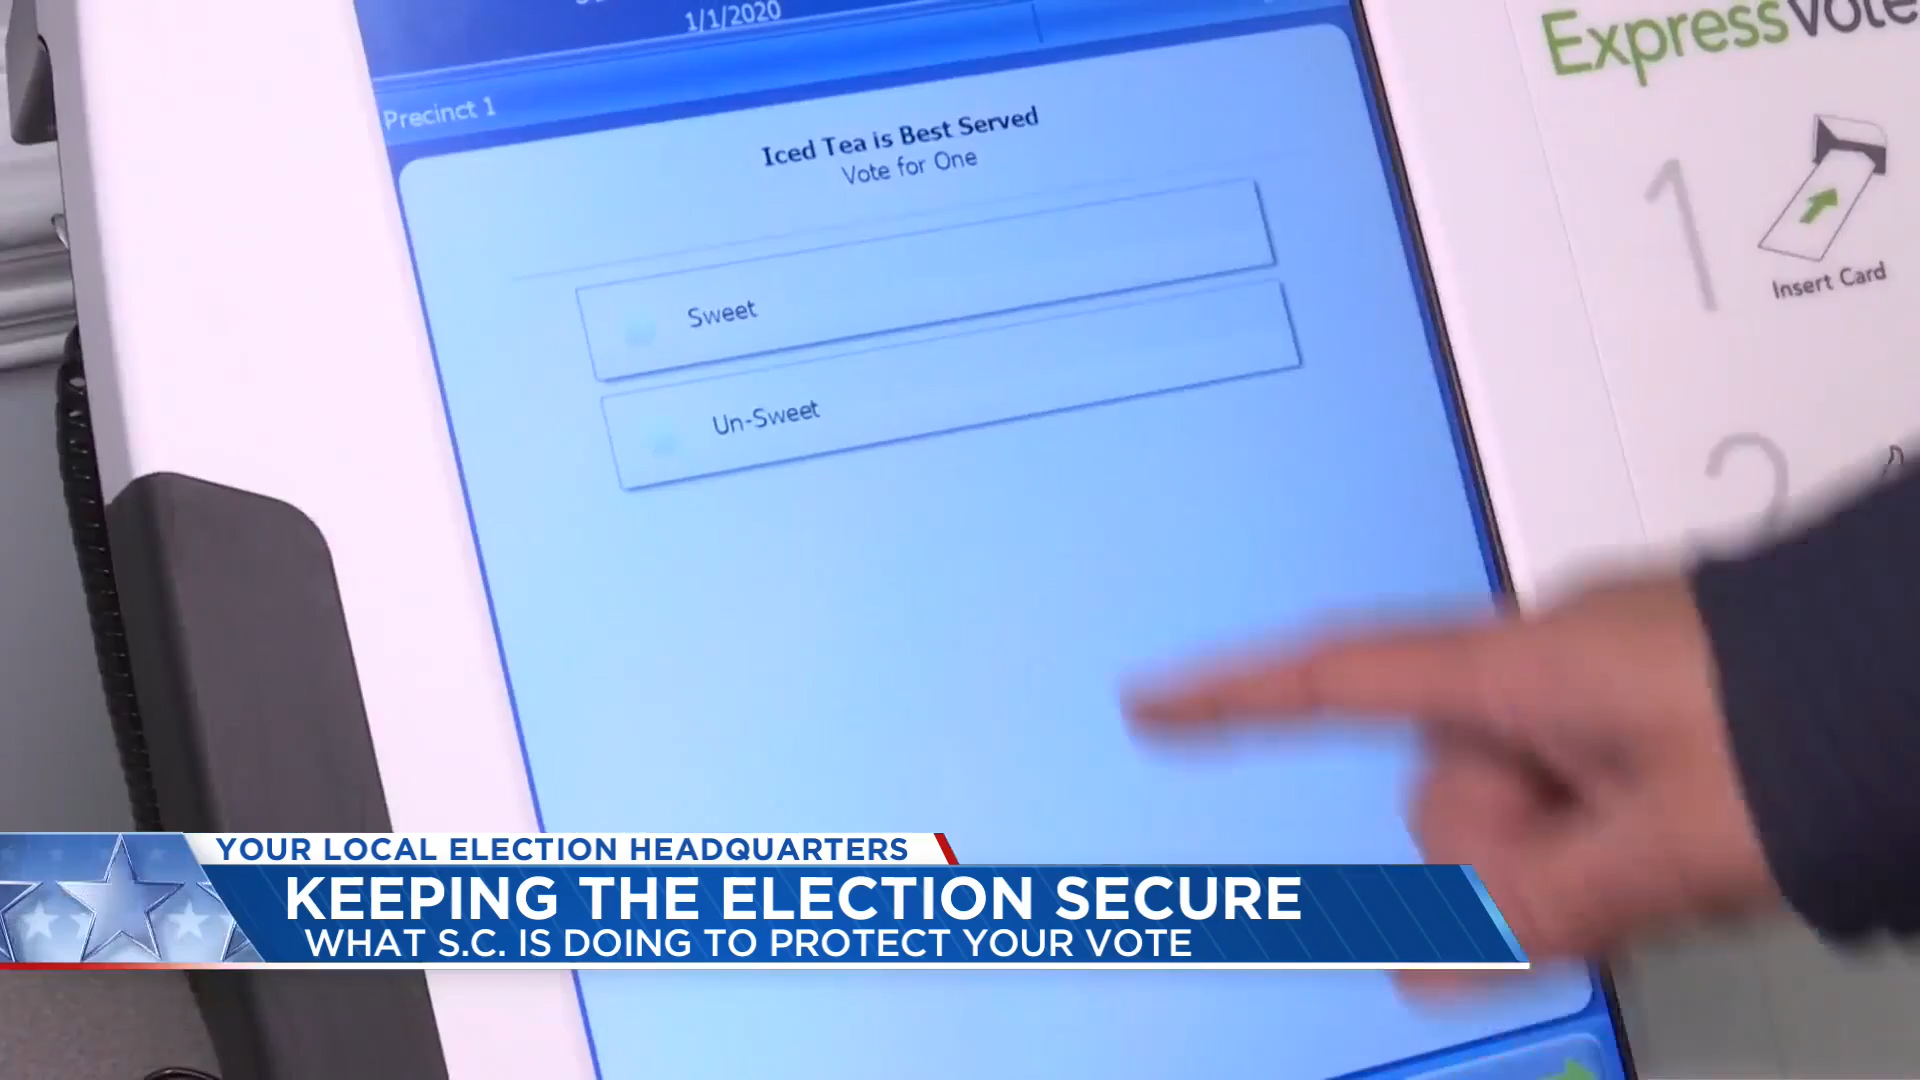 1/1/2020
Precinct 1
Iced Tea is Best Served
Vote for One
Sweet
Un-Sweet
ExpressVote
1
Insert Card
2
YOUR LOCAL ELECTION HEADQUARTERS
KEEPING THE ELECTION SECURE
WHAT S.C. IS DOING TO PROTECT YOUR VOTE